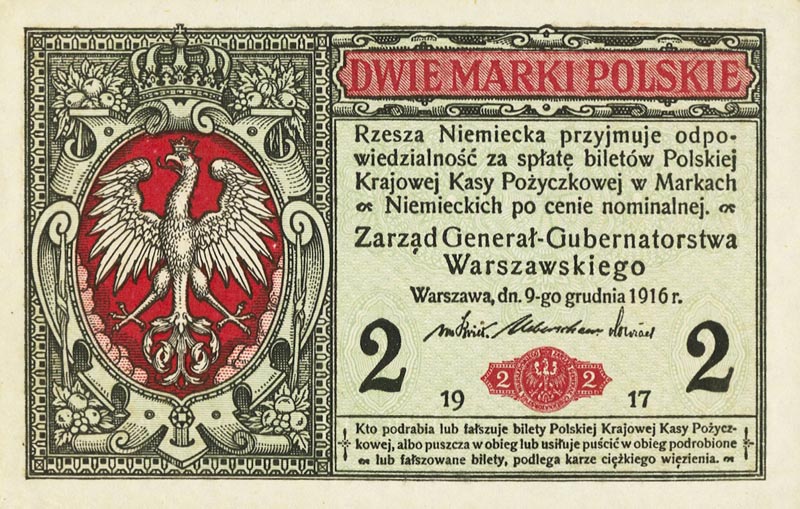 DWIE MARKI POLSKIE
Rzesza Niemiecka przyjmuje odpo-
wiedzialność za spłatę biletów Polskiej
Krajowej Kasy Pożyczkowej w Markach
Niemieckich po cenie nominalnej.
Zarząd Generał-Gubernatorstwa
Warszawskiego
Warszawa, dn. 9-go grudnia 1916 r.
2 2
2 2
19 17
Kto podrabia lub fałszuje bilety Polskiej Krajowej Kasy Pożycz-
kowej, albo puszcza w obieg lub usiłuje puścić w obieg podrobione
lub fałszowane bilety, podlega karze ciężkiego więzienia.